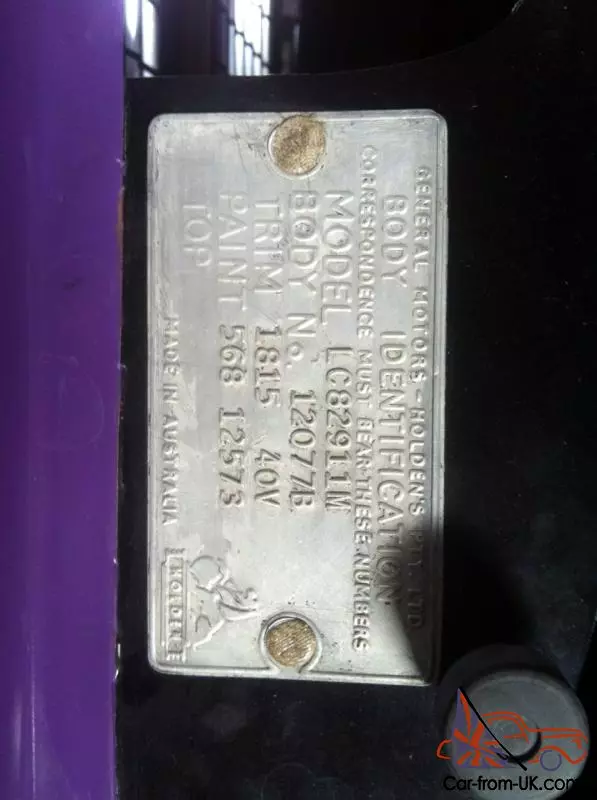 GENERAL MOTORS - HOLDEN'S PTY. LTD
BODY IDENTIFICATION
CORRESPONDENCE MUST BEAR THESE NUMBERS
MODEL LC82911M
BODY No. 12077B
TRIM 1815 40V
PAINT 568 12573
TOP
MADE IN AUSTRALIA
HOLDEN
Car-from-UK.com